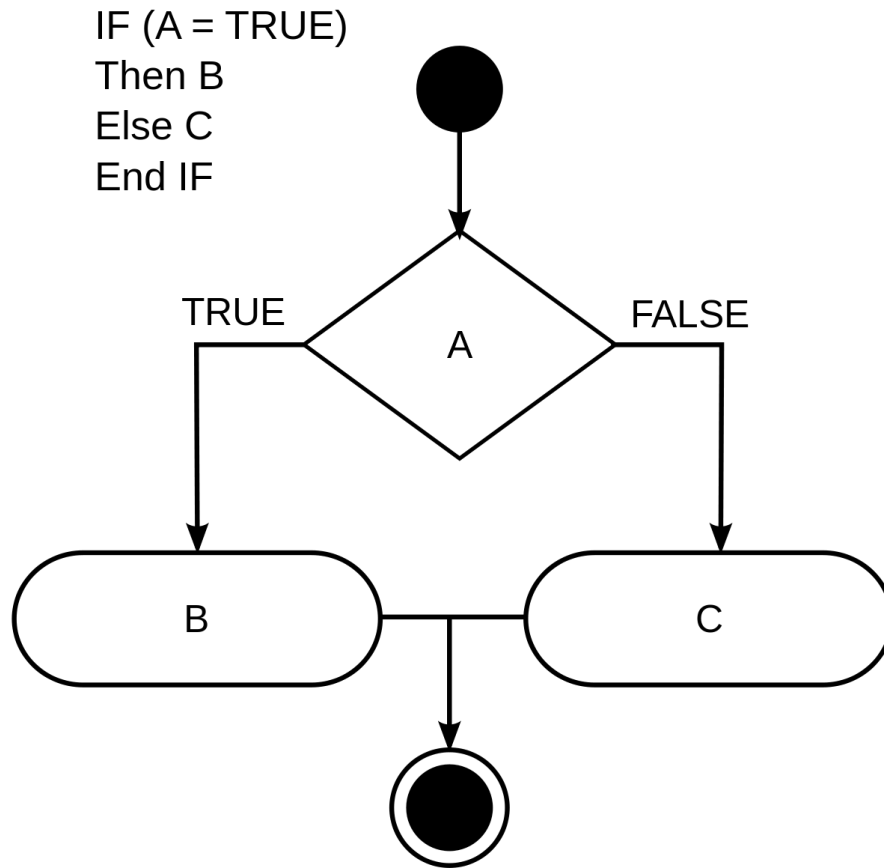 IF (A = TRUE)
Then B
Else C
End IF
TRUE
FALSE
A
B
C